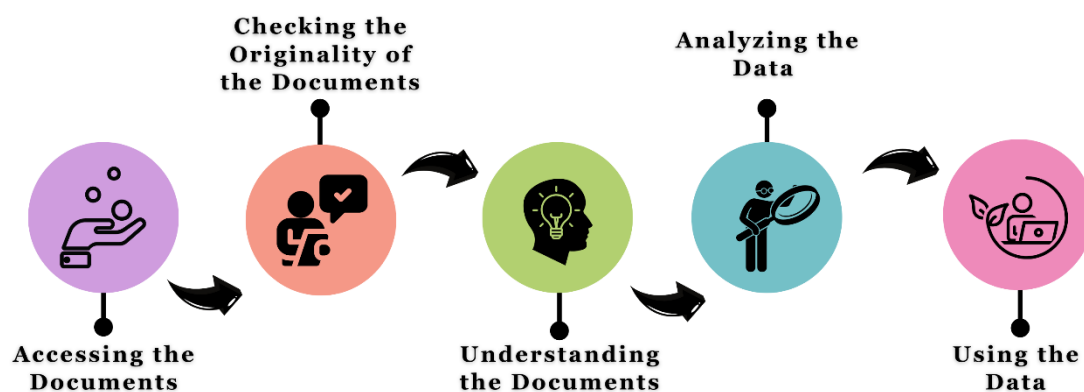 Accessing the
Documents
Checking the
Originality of
the Documents
Understanding
the Documents
Analyzing the
Data
Using the
Data